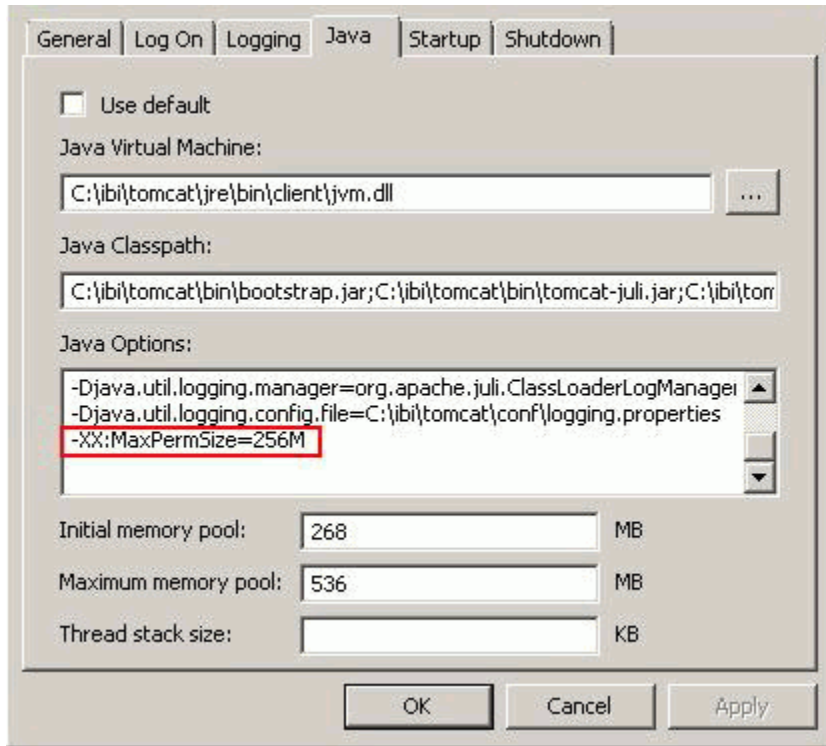 General Log On Logging Java Startup Shutdown
Use default
Java Virtual Machine:
C:\ibi\tomcat\jre\bin\client\jvm.dll ...
Java Classpath:
C:\ibi\tomcat\bin\bootstrap.jar;C:\ibi\tomcat\bin\tomcat-juli.jar;C:\ibi\tom
Java Options:
-Djava.util.logging.manager=org.apache.juli.ClassLoaderLogManager
-Djava.util.logging.config.file=C:\ibi\tomcat\conf\logging.properties
-XX:MaxPermSize=256M
Initial memory pool: 268 MB
Maximum memory pool: 536 MB
Thread stack size: KB
OK Cancel Apply